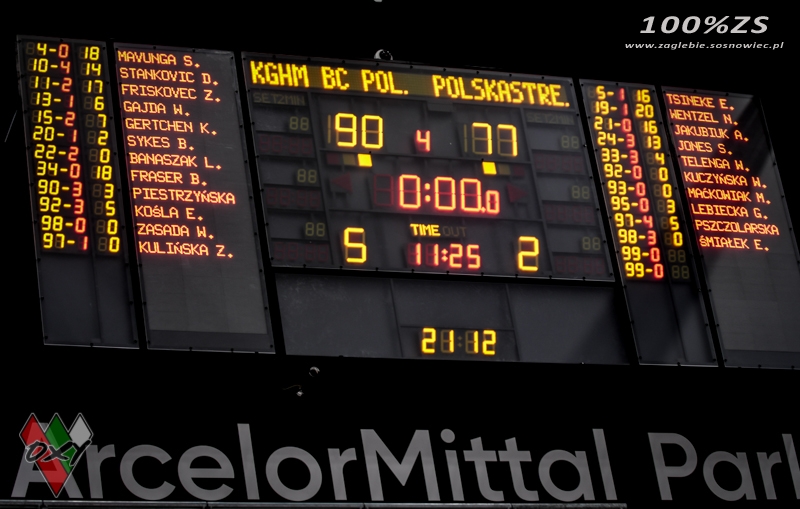 100%ZS
www.zaglebie.sosnowiec.pl
KGHM BC POL. POLSKASTRE.
4-0 18 MAVUNGA S.
10-4 14 STANKOVIC D.
11-2 17 FRISKOVEC Z.
13-1 6 GAJDA W.
15-2 7 GERTCHEN K.
20-1 2 SYKES B.
22-2 0 BANASZAK L.
34-0 18 FRASER B.
90-3 3 PIESTRZYŃSKA
92-3 5 KOŚLA E.
98-0 0 ZASADA W.
97-1 0 KULIŃSKA Z.
SETZMIN
90 4 77
0:00.0
TIME OUT
5 11:25 2
21:12
5-1 16 TSINEKE E.
19-1 20 WENTZEL N.
21-0 16 JAKUBIUK A.
24-3 13 JONES S.
33-3 4 TELENGA W.
92-0 0 KUCZYŃSKA W.
93-0 0 MAĆKOWIAK M.
95-0 3 LEBIECKA G.
97-4 5 PSZCZOLARSKA
98-3 0 ŚMIAŁEK E.
99-0
99-0
OXY
ArcelorMittal Park